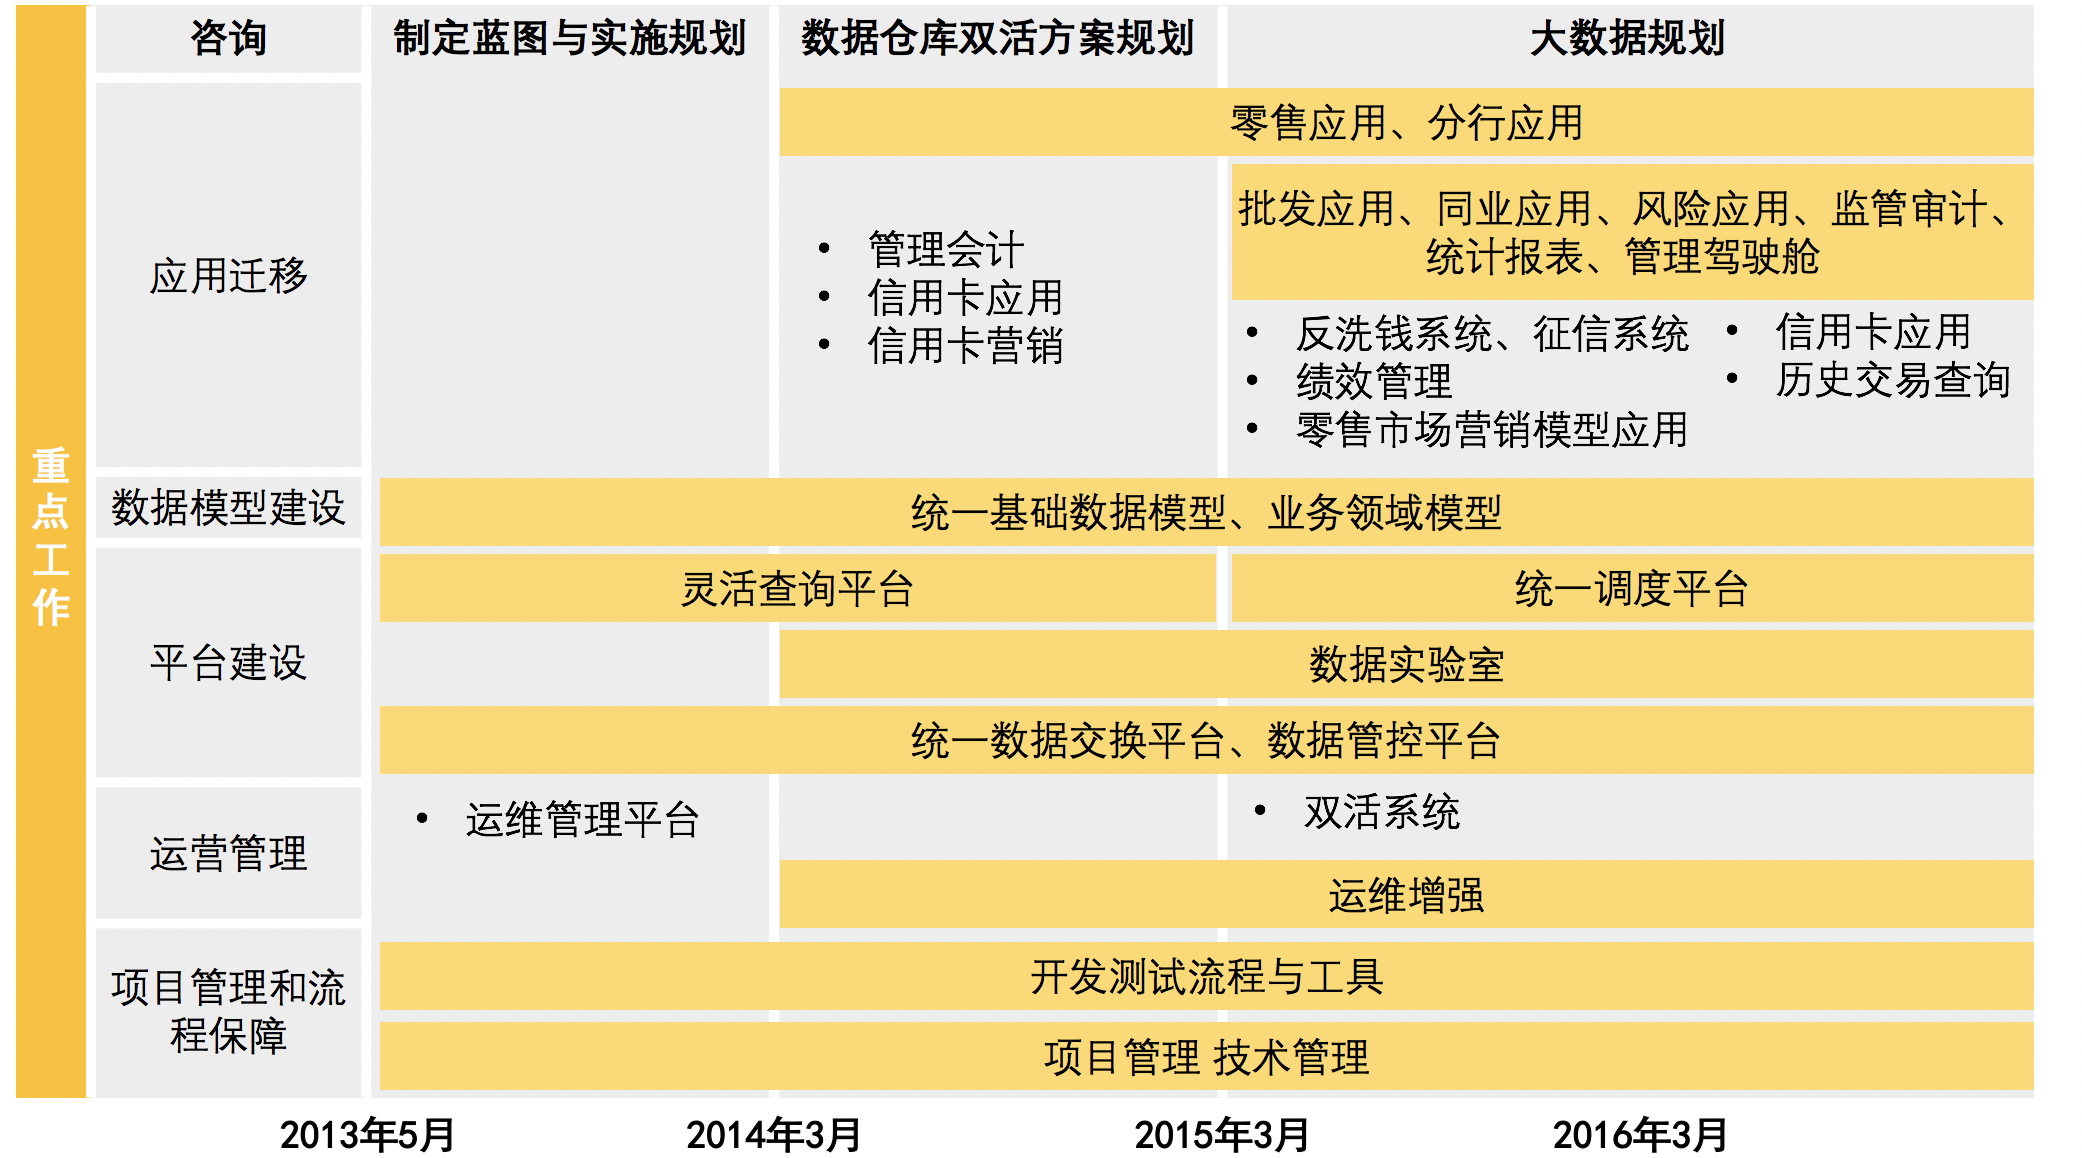 咨询
制定蓝图与实施规划
数据仓库双活方案规划
大数据规划
重点工作
应用迁移
零售应用、分行应用
• 管理会计
• 信用卡应用
• 信用卡营销
批发应用、同业应用、风险应用、监管审计、
统计报表、管理驾驶舱
• 反洗钱系统、征信系统
• 绩效管理
• 零售市场营销模型应用
• 信用卡应用
• 历史交易查询
数据模型建设
统一基础数据模型、业务领域模型
平台建设
灵活查询平台
统一调度平台
数据实验室
统一数据交换平台、数据管控平台
运营管理
• 运维管理平台
• 双活系统
运维增强
项目管理和流
程保障
开发测试流程与工具
项目管理 技术管理
2013年5月
2014年3月
2015年3月
2016年3月